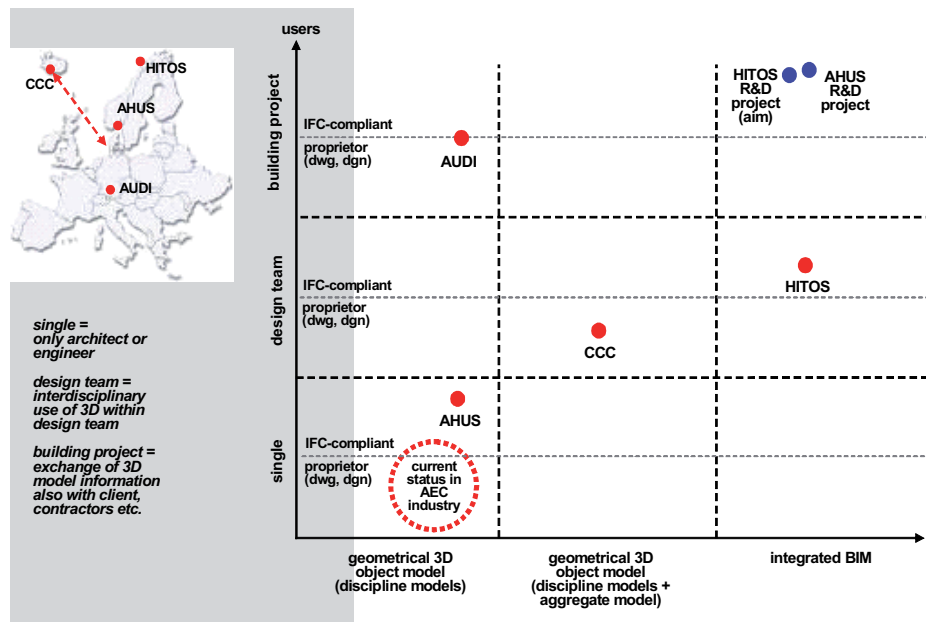 CCC
HITOS
AHUS
AUDI
single =
only architect or
engineer
design team =
interdisciplinary
use of 3D within
design team
building project =
exchange of 3D
model information
also with client,
contractors etc.
users
building project
IFC-compliant
proprietor
(dwg, dgn)
AUDI
HITOS
R&D
project
(aim)
AHUS
R&D
project
design team
IFC-compliant
proprietor
(dwg, dgn)
HITOS
CCC
single
AHUS
IFC-compliant
proprietor
(dwg, dgn)
current
status in
AEC
industry
geometrical 3D
object model
(discipline models)
geometrical 3D
object model
(discipline models +
aggregate model)
integrated BIM